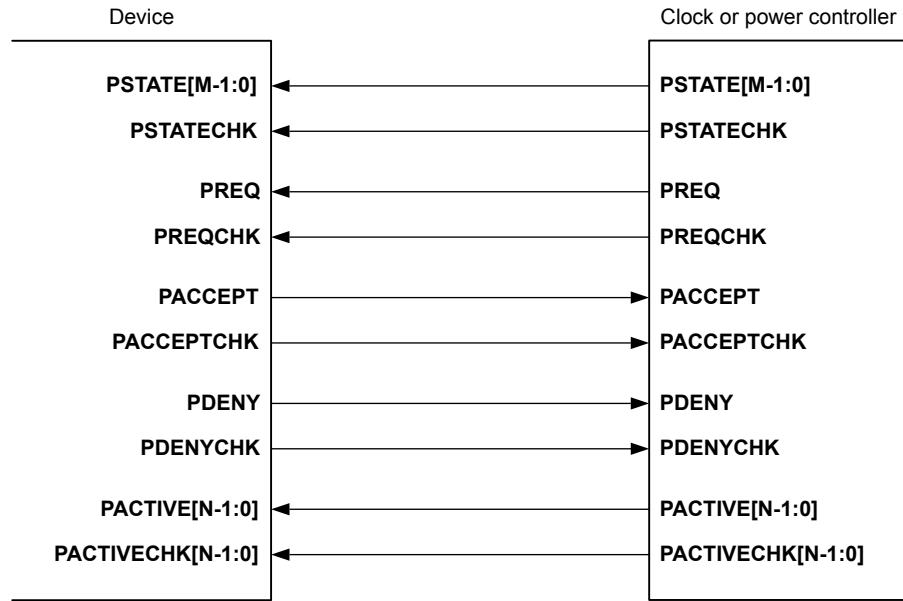 Device Clock or power controller
PSTATE[M-1:0] PSTATE[M-1:0]
PSTATECHK PSTATECHK
PREQ PREQ
PREQCHK PREQCHK
PACCEPT PACCEPT
PACCEPTCHK PACCEPTCHK
PDENY PDENY
PDENYCHK PDENYCHK
PACTIVE[N-1:0] PACTIVE[N-1:0]
PACTIVECHK[N-1:0] PACTIVECHK[N-1:0]